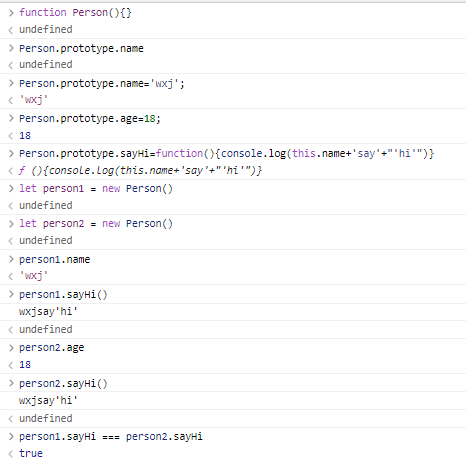 > function Person(){}
< undefined
> Person.prototype.name
< undefined
> Person.prototype.name='wxj';
< 'wxj'
> Person.prototype.age=18;
< 18
> Person.prototype.sayHi=function(){console.log(this.name+'say'+"'hi'")}
< ƒ (){console.log(this.name+'say'+"'hi'")}
> let person1 = new Person()
< undefined
> let person2 = new Person()
< undefined
> person1.name
< 'wxj'
> person1.sayHi()
wxjsay'hi'
< undefined
> person2.age
< 18
> person2.sayHi()
wxjsay'hi'
< undefined
> person1.sayHi === person2.sayHi
< true